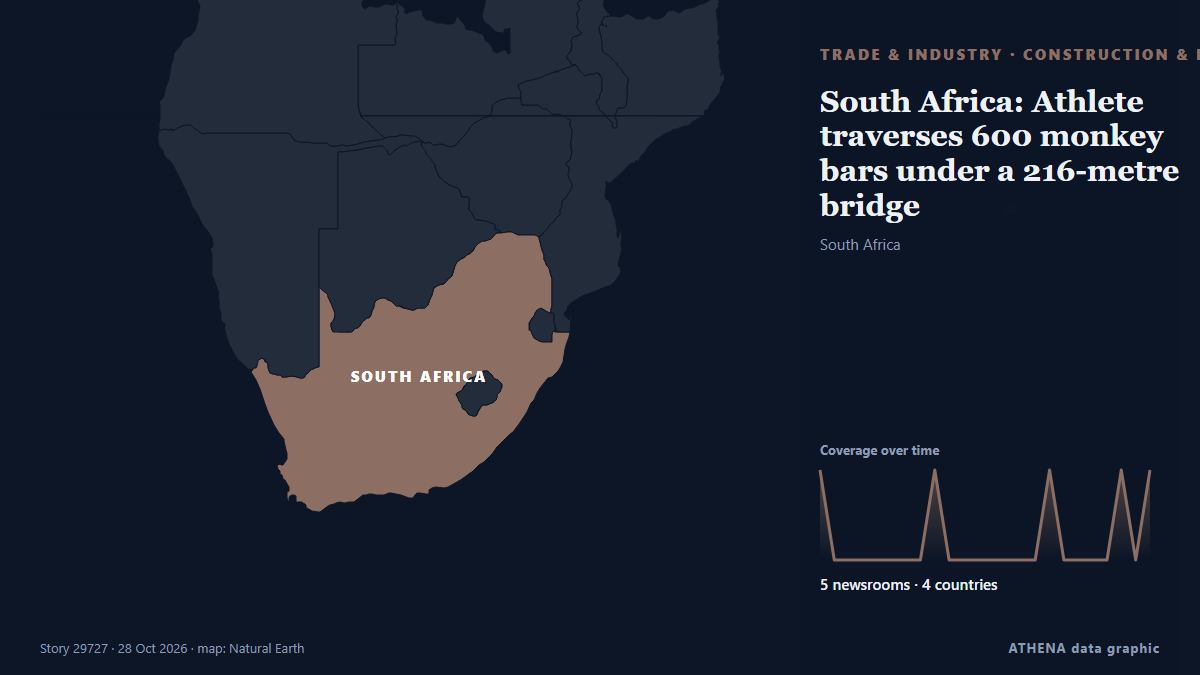 TRADE & INDUSTRY · CONSTRUCTION &
South Africa: Athlete
traverses 600 monkey
bars under a 216-metre
bridge
South Africa
SOUTH AFRICA
Coverage over time
5 newsrooms · 4 countries
Story 29727 · 28 Oct 2026 · map: Natural Earth
ATHENA data graphic